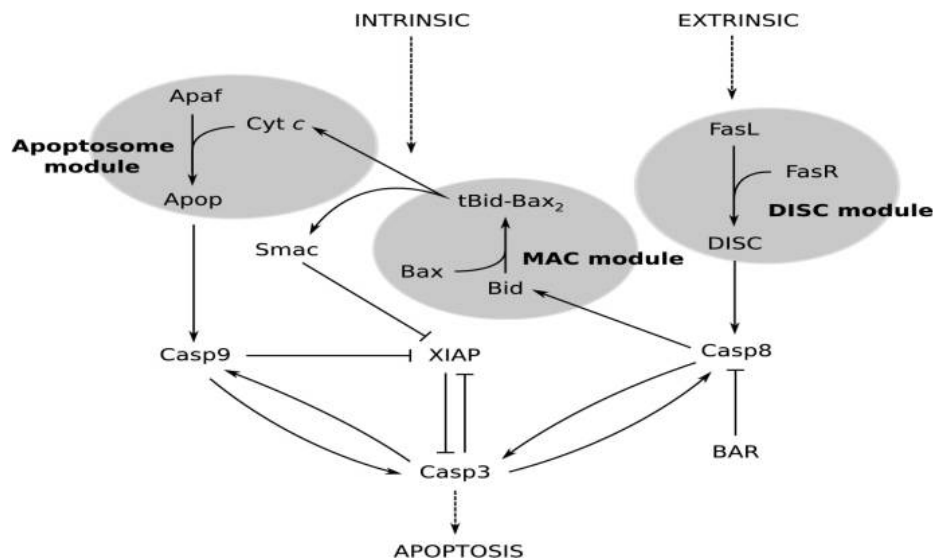 INTRINSIC
EXTRINSIC
Apaf
Cyt c
Apoptosome
module
Apop
FasL
FasR
DISC module
DISC
tBid-Bax₂
Smac
Bax
MAC module
Bid
Casp9
XIAP
Casp8
Casp3
BAR
APOPTOSIS